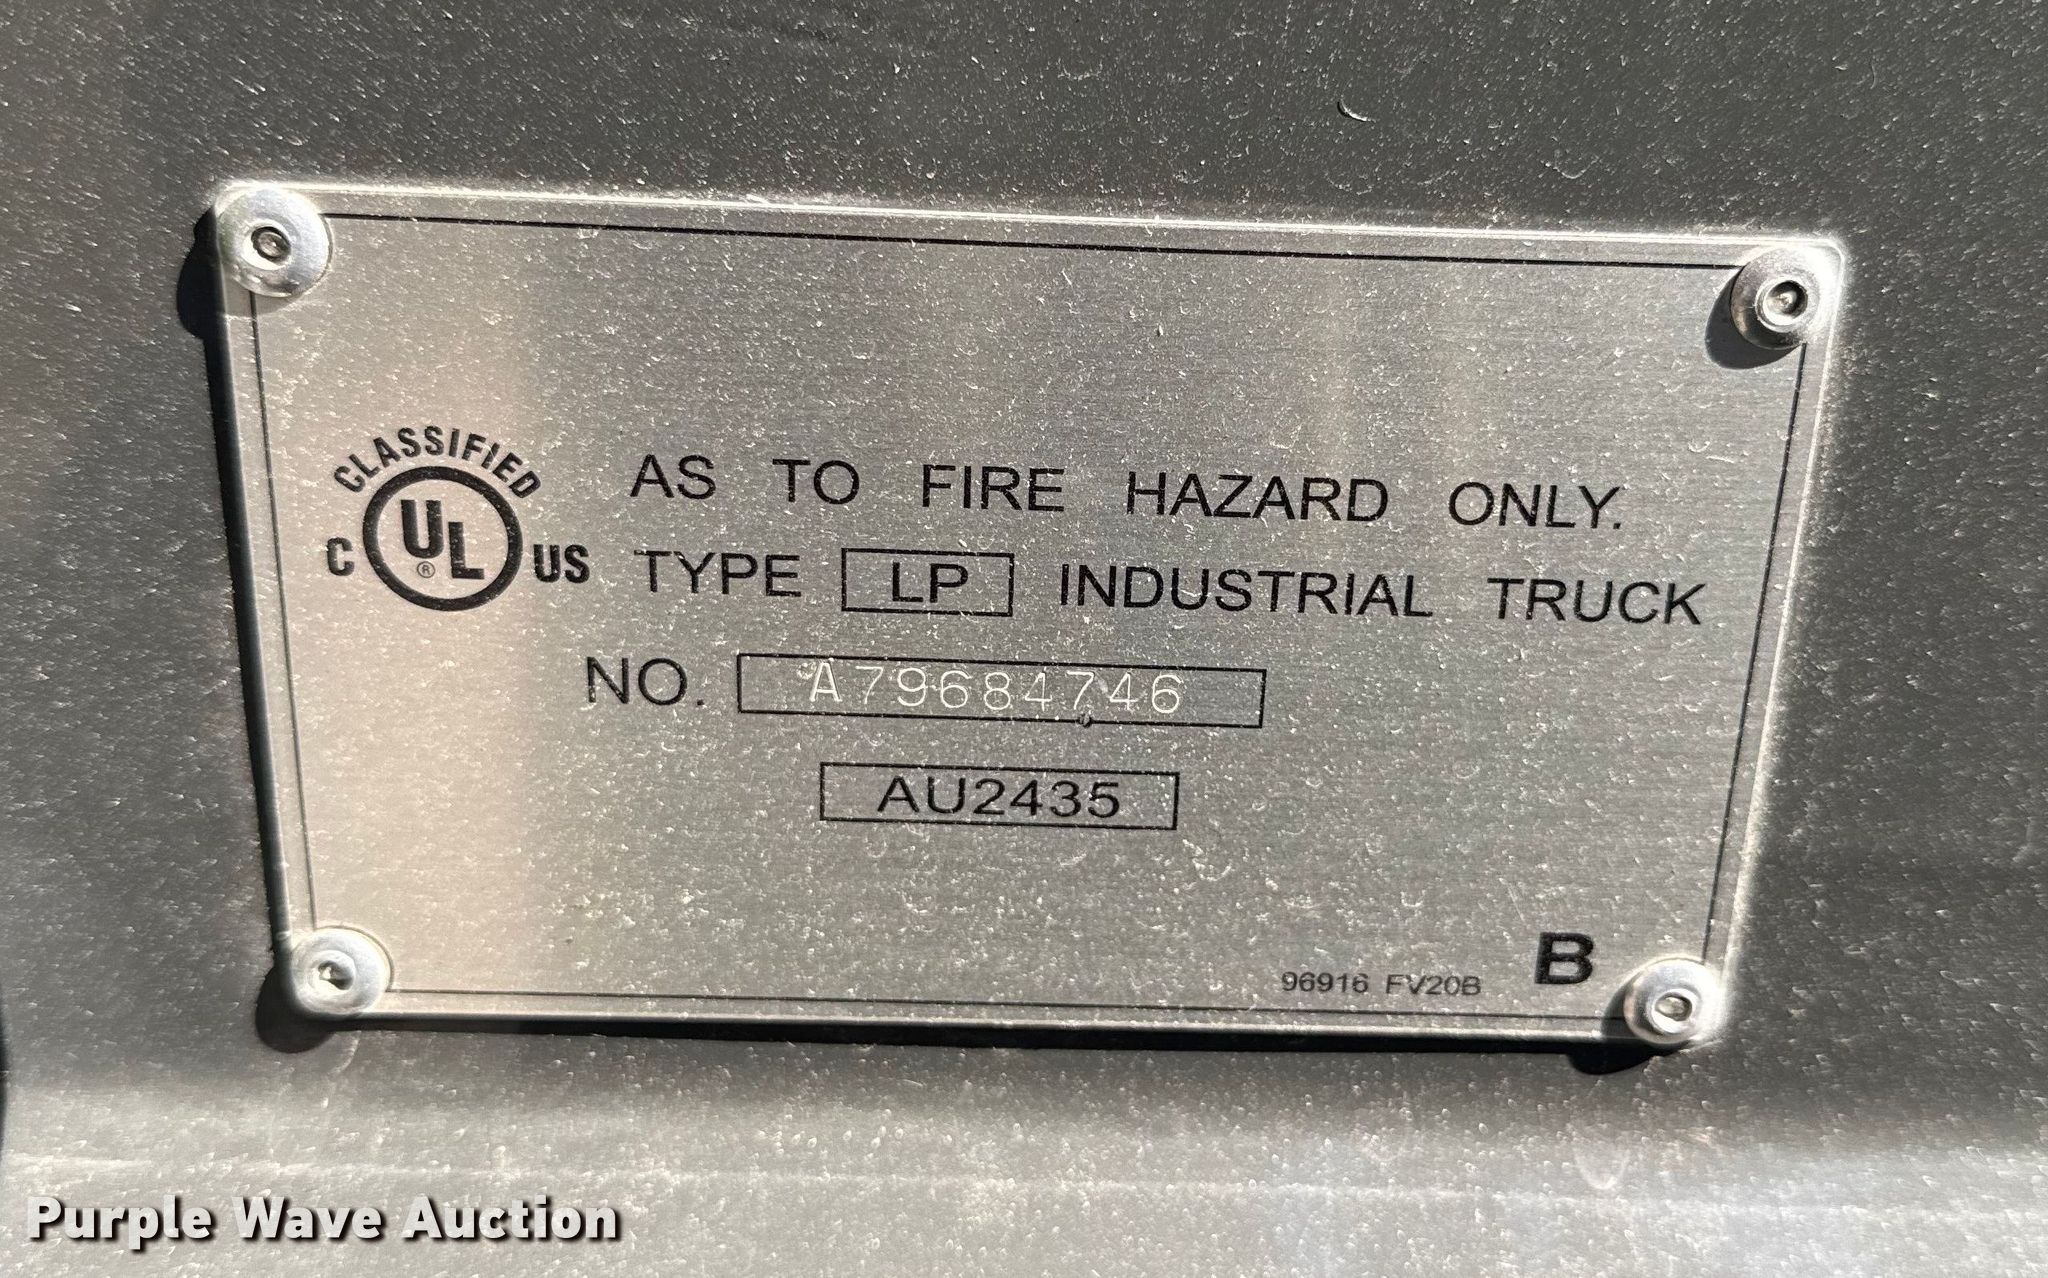 CLASSIFIED
C UL® US
AS TO FIRE HAZARD ONLY.
TYPE LP INDUSTRIAL TRUCK
NO. A79684746
AU2435
96916 FV20B B
Purple Wave Auction